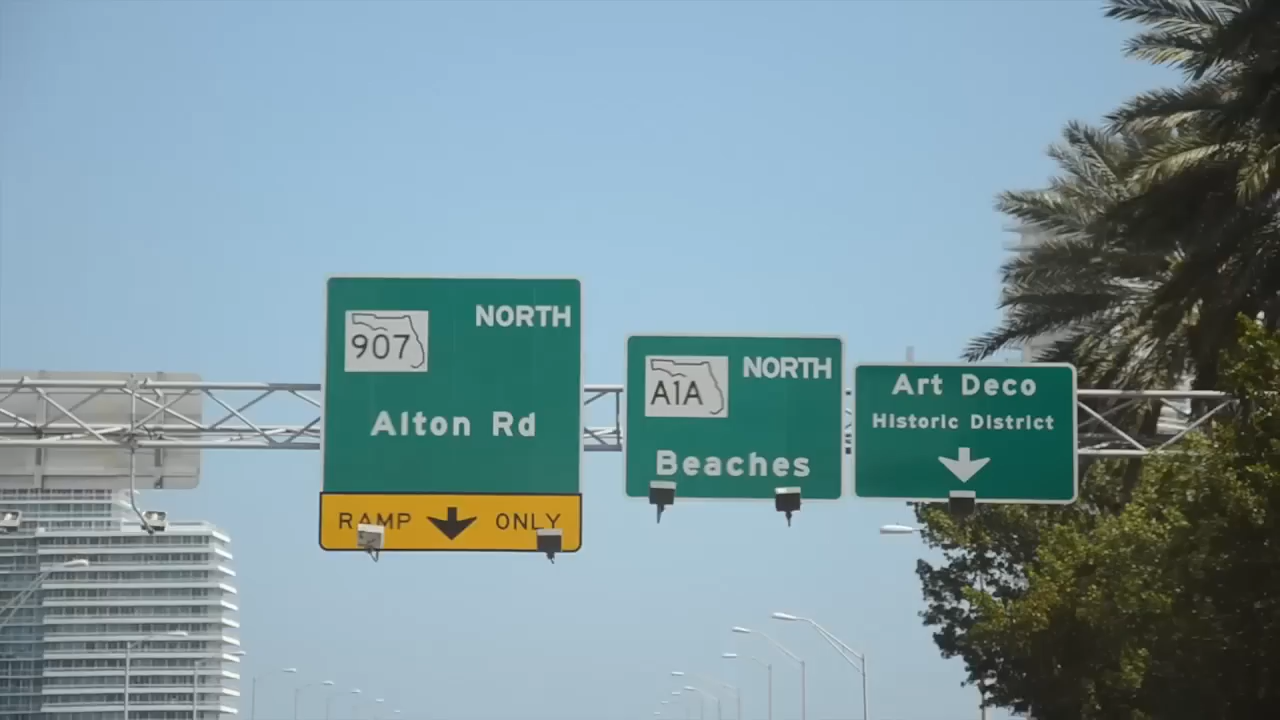 NORTH
907
Alton Rd
RAMP ONLY
NORTH
A1A
Beaches
Art Deco
Historic District